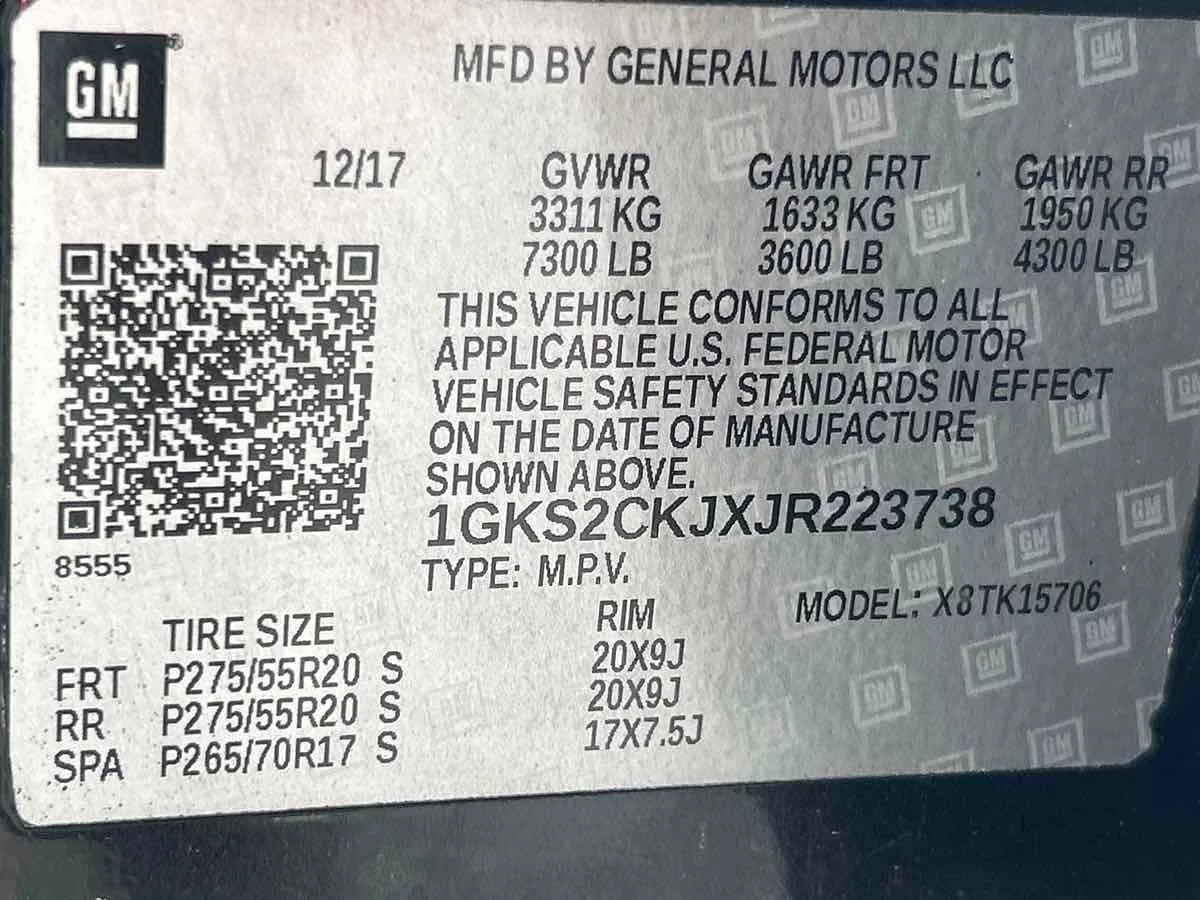 GM
MFD BY GENERAL MOTORS LLC
12/17
GVWR GAWR FRT GAWR RR
3311 KG 1633 KG 1950 KG
7300 LB 3600 LB 4300 LB
THIS VEHICLE CONFORMS TO ALL
APPLICABLE U.S. FEDERAL MOTOR
VEHICLE SAFETY STANDARDS IN EFFECT
ON THE DATE OF MANUFACTURE
SHOWN ABOVE.
1GKS2CKJXJR223738
8555
TYPE: M.P.V.
MODEL: X8TK15706
TIRE SIZE RIM
FRT P275/55R20 S 20X9J
RR P275/55R20 S 20X9J
SPA P265/70R17 S 17X7.5J